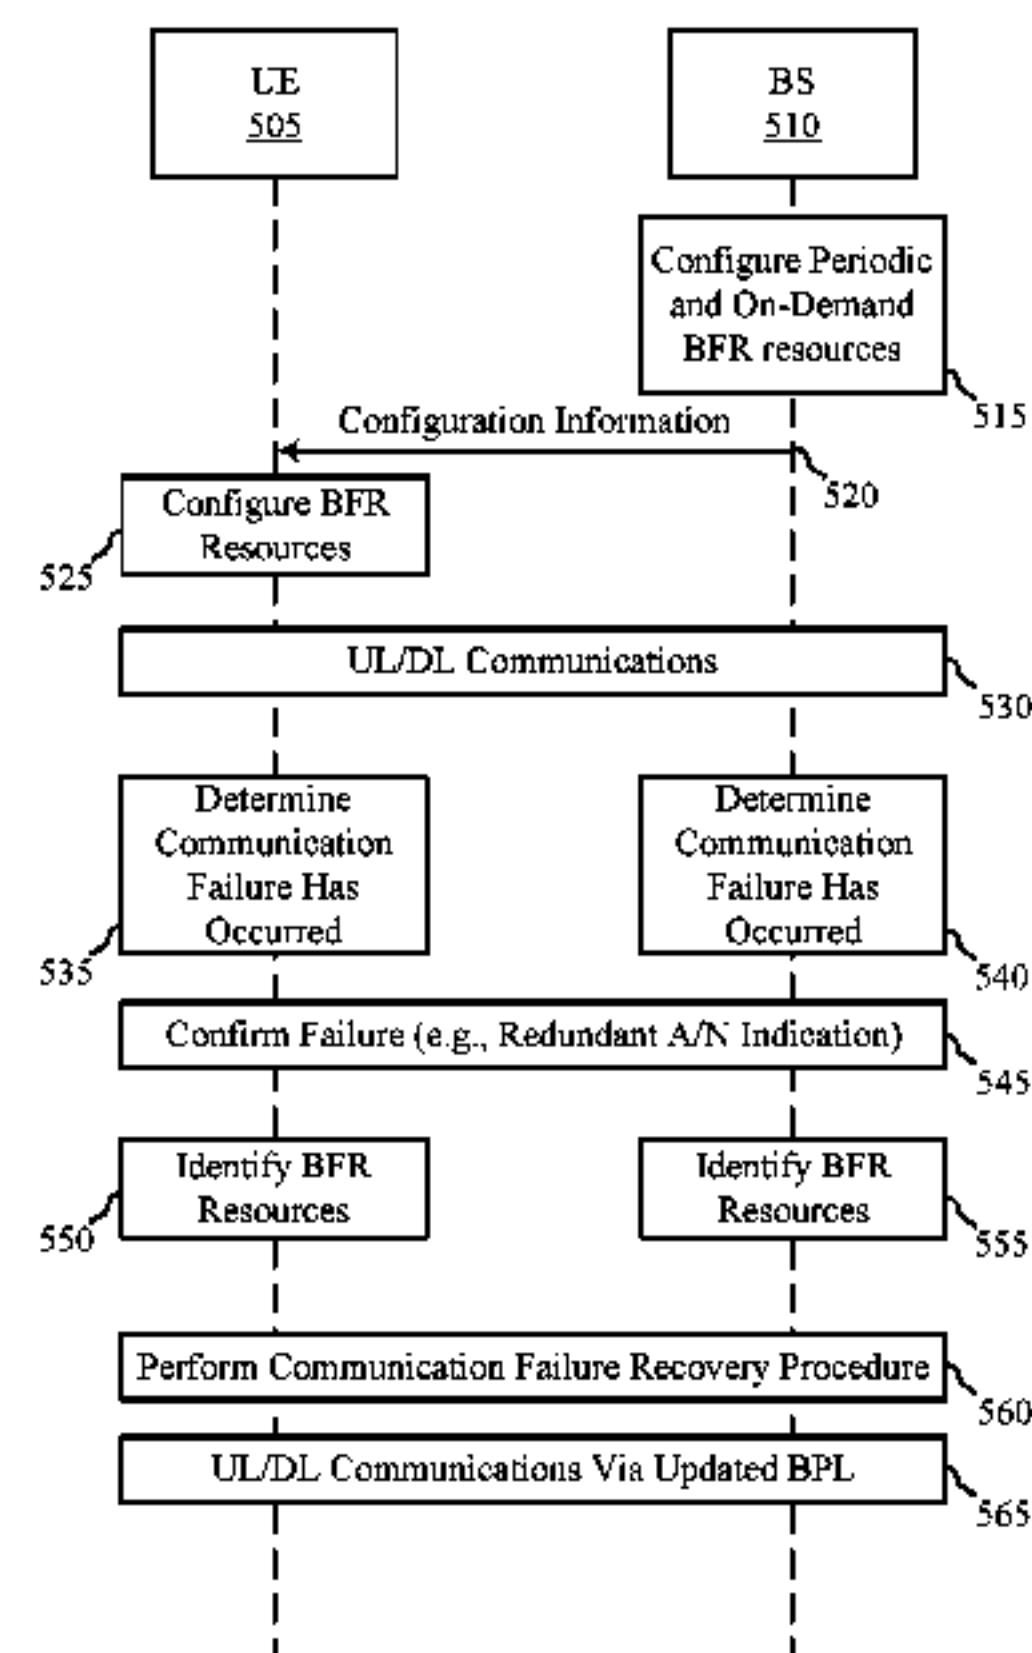 UE
505
BS
510
Configure Periodic
and On-Demand
BFR resources
515
Configuration Information
520
Configure BFR
Resources
525
UL/DL Communications
530
Determine
Communication
Failure Has
Occurred
535
Determine
Communication
Failure Has
Occurred
540
Confirm Failure (e.g., Redundant A/N Indication)
545
Identify BFR
Resources
550
Identify BFR
Resources
555
Perform Communication Failure Recovery Procedure
560
UL/DL Communications Via Updated BPL
565